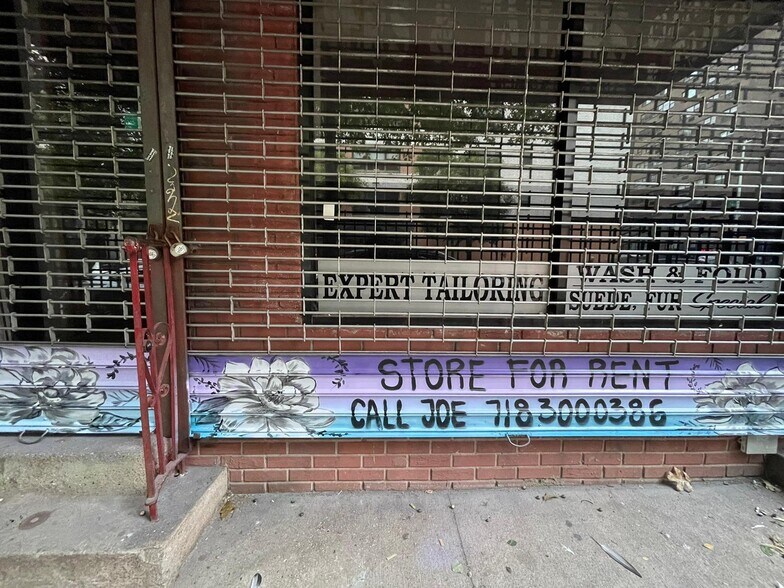 EXPERT TAILORING
WASH & FOLD
SUEDE, FUR Special
STORE FOR RENT
CALL JOE 7183000386